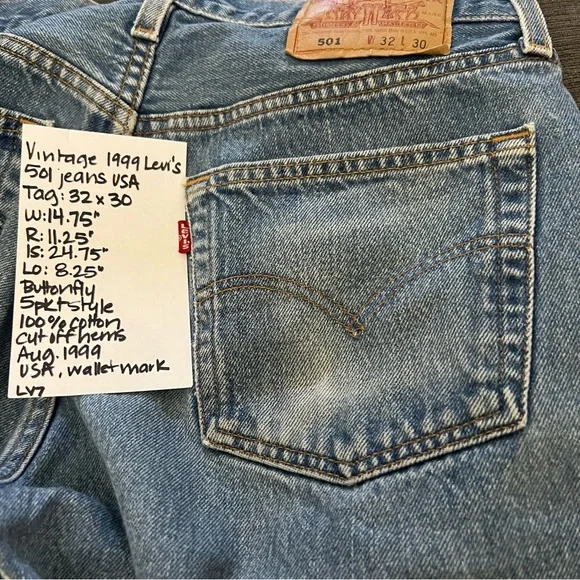 501 W 32 L 30
Vintage 1999 Levi's
501 jeans USA
Tag: 32 x 30
W: 14.75"
R: 11.25"
Is: 24.75"
Lo: 8.25"
Buttonfly
5pkt style
100% cotton
cut off hems
Aug. 1999
USA, wallet mark
LV7
LEVI'S